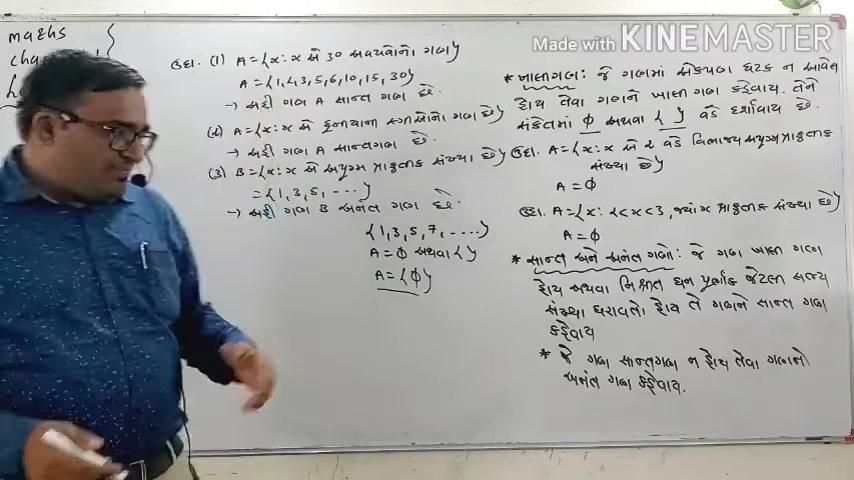 maths
Made with KINEMASTER
ઉદા. (1) A={x:x એ 30 અવયવોનો ગણ}
A={1,2,3,5,6,10,15,30}
→ અહીં ગણ A સાન્ત ગણ છે.
(2) A={x:x એ દુનિયાના નો ગણ છે}
→ અહીં ગણ A સાન્તગણ છે.
(3) B={x:x એ અયુગ્મ પ્રાકૃતિક સંખ્યા છે}
={1,3,5,---}
→ અહીં ગણ B અનંત ગણ છે.
{1,3,5,7,....}
A=ϕ અથવા { }
A={ϕ}
* ખાલીગણ: જે ગણમાં એકપણ ઘટક ન આવેલ
હોય તેવા ગણને ખાલી ગણ કહેવાય. તેને
સંકેતમાં ϕ અથવા { } વડે દર્શાવાય છે.
ઉદા. A={x:x એ 2 વડે વિભાજ્ય અયુગ્મ પ્રાકૃતિક
સંખ્યા છે}
A=ϕ
ઉદા. A={x: 2<x<3, જ્યાં x પ્રાકૃતિક સંખ્યા છે}
A=ϕ
* સાન્ત અને અનંત ગણો: જે ગણ ખાલી ગણ
હોય અથવા નિશ્ચીત ધન પૂર્ણાંક જેટલી સભ્ય
સંખ્યા ધરાવતો હોય તે ગણને સાન્ત ગણ
કહેવાય
* જે ગણ સાન્તગણ ન હોય તેવા ગણને
અનંત ગણ કહેવાય.